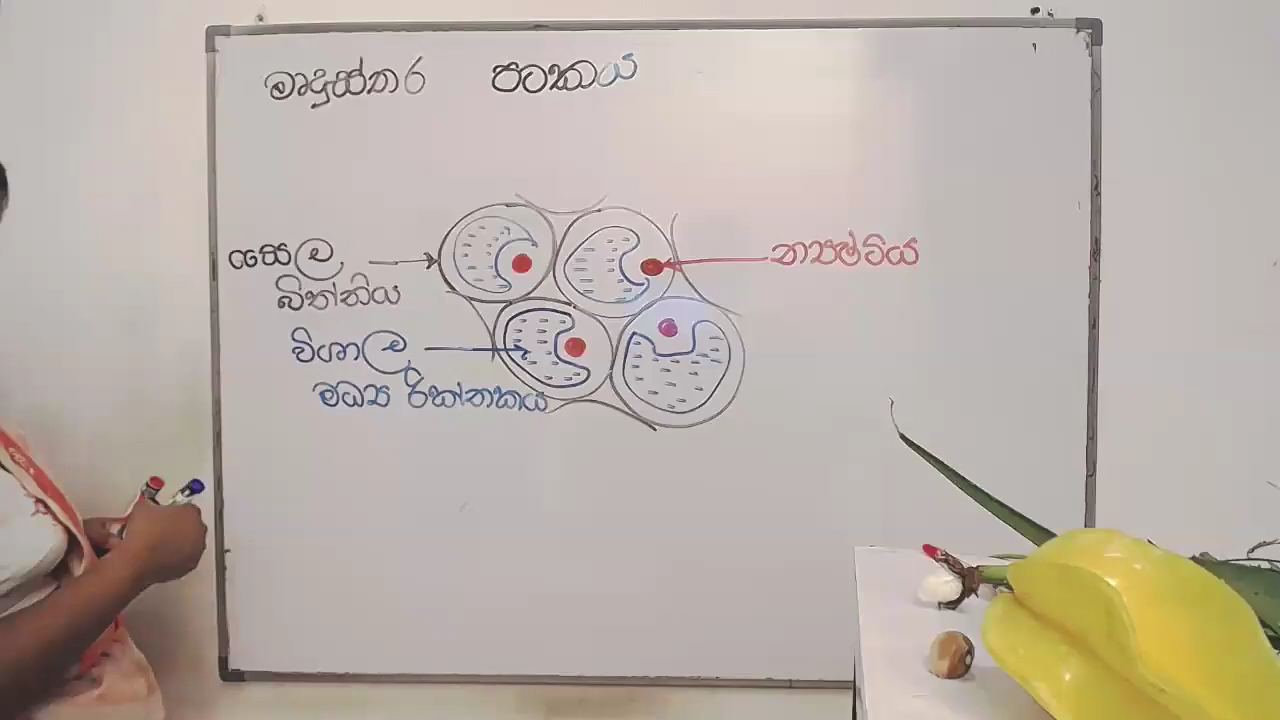 මෘදුස්තර පටකය
සෛල
බිත්තිය
න්‍යෂ්ටිය
විශාල
මධ්‍ය රික්තකය